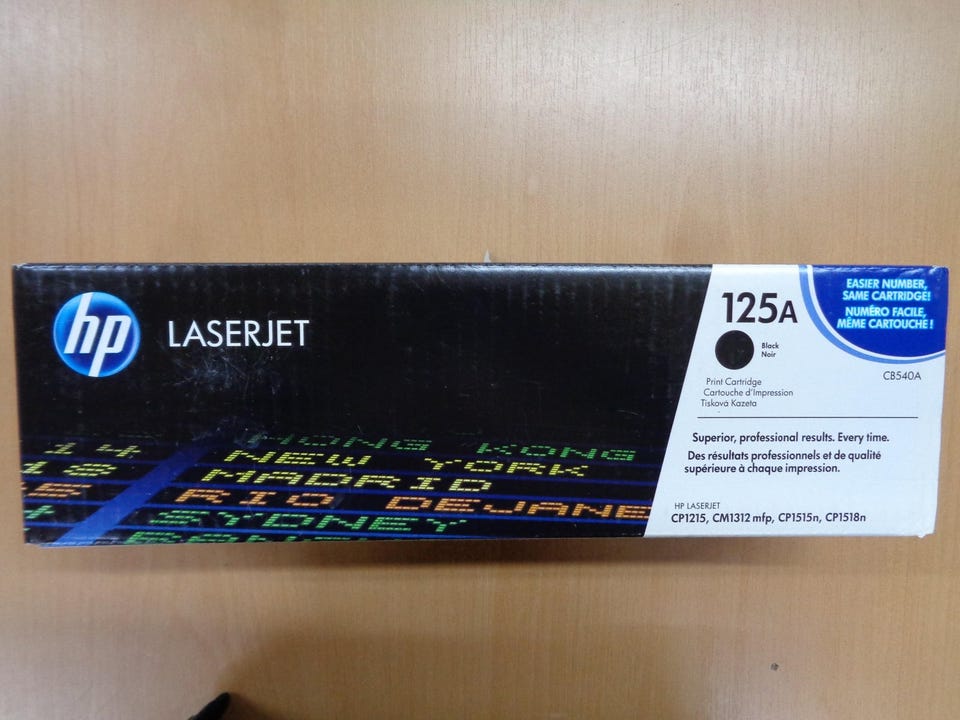 hp
LASERJET
125A
Black
Noir
Print Cartridge
Cartouche d'Impression
Tisková Kazeta
EASIER NUMBER,
SAME CARTRIDGE!
NUMÉRO FACILE,
MÊME CARTOUCHE !
CB540A
Superior, professional results. Every time.
Des résultats professionnels et de qualité
supérieure à chaque impression.
HP LASERJET
CP1215, CM1312 mfp, CP1515n, CP1518n
HONG KONG
14 NEW YORK
12 MADRID
RIO DEJANE
SYDNEY